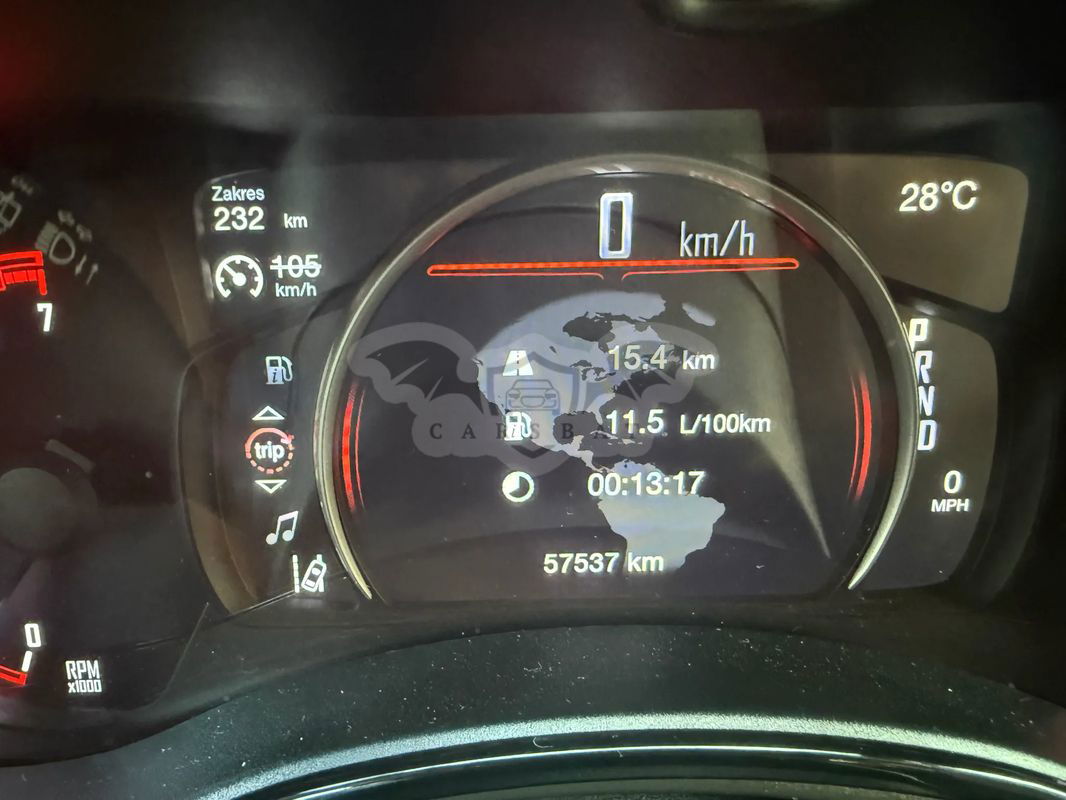 Zakres
232 km
105
km/h
0 km/h
28°C
7
15.4 km
11.5 L/100km
00:13:17
57537 km
i
trip
P
R
N
D
0
MPH
0
RPM
x1000